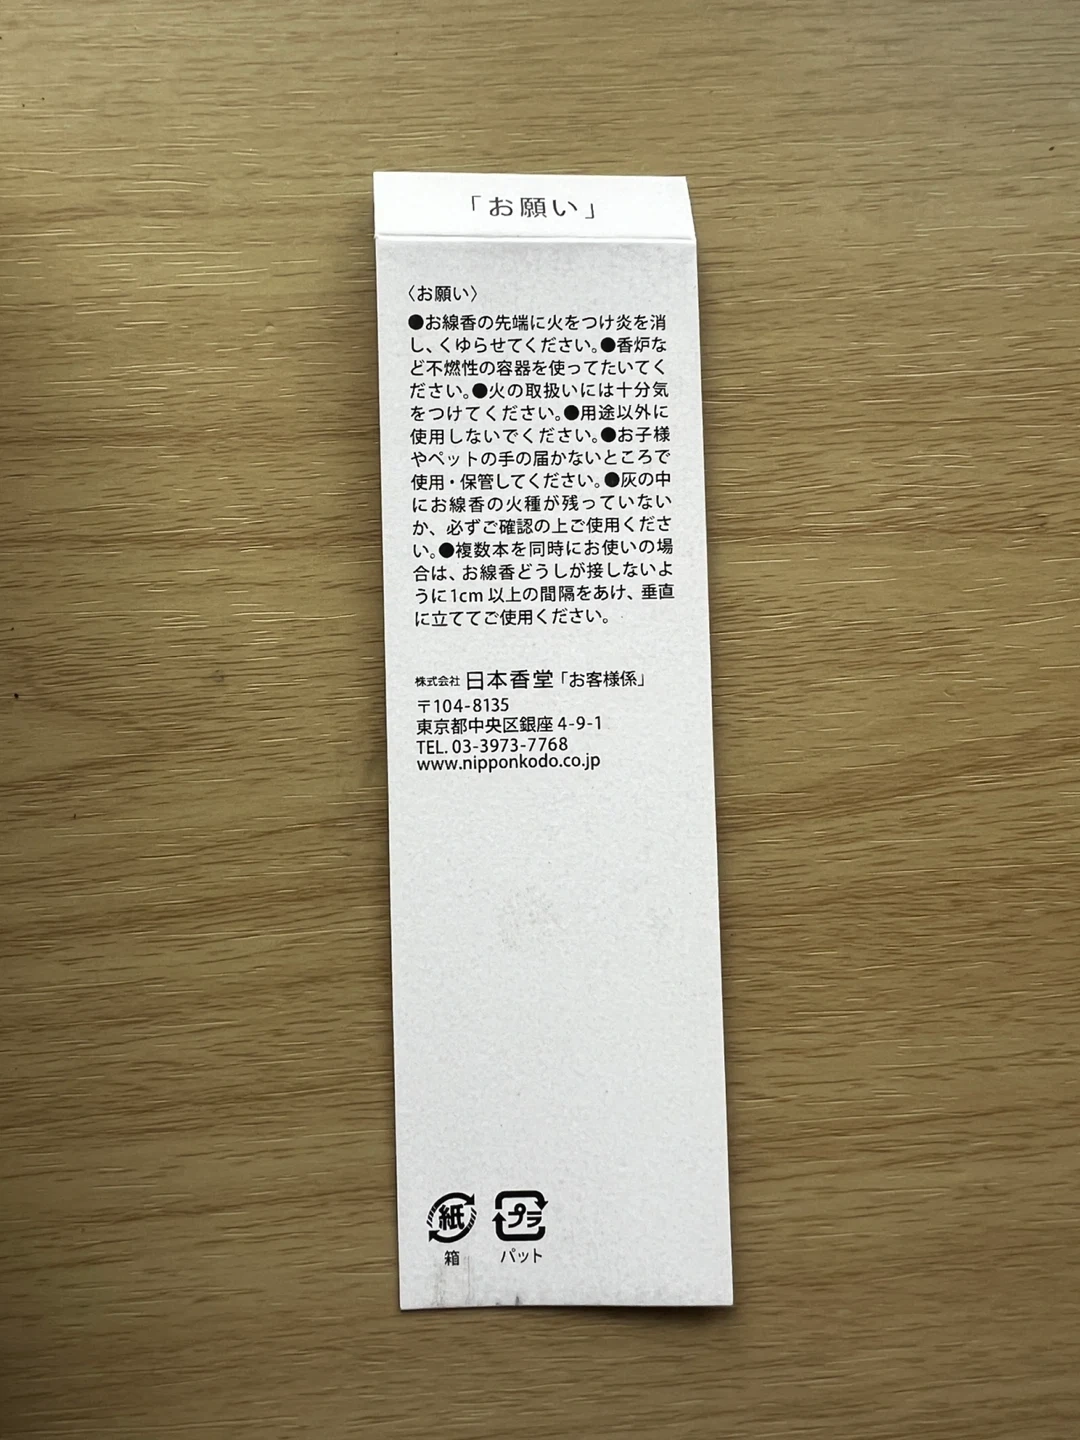 「お願い」
〈お願い〉
●お線香の先端に火をつけ炎を消
し、くゆらせてください。●香炉な
ど不燃性の容器を使ってたいてく
ださい。●火の取扱いには十分気
をつけてください。●用途以外に
使用しないでください。●お子様
やペットの手の届かないところで
使用・保管してください。●灰の中
にお線香の火種が残っていない
か、必ずご確認の上ご使用くださ
い。●複数本を同時にお使いの場
合は、お線香どうしが接しないよ
うに1cm 以上の間隔をあけ、垂直
に立ててご使用ください。
株式会社 日本香堂「お客様係」
〒104-8135
東京都中央区銀座 4-9-1
TEL. 03-3973-7768
www.nipponkodo.co.jp
紙 プラ
箱 パット